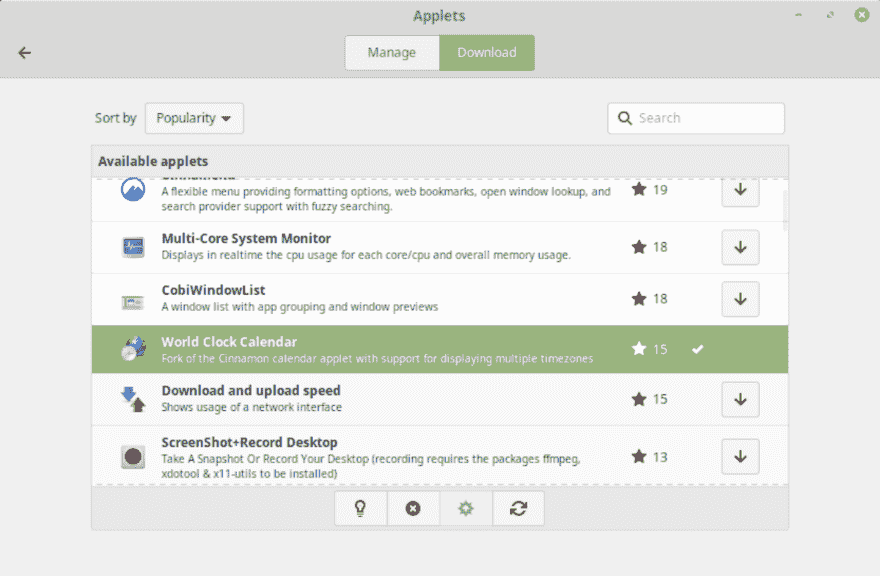 Applets
Manage
Download
Sort by
Popularity
Search
Available applets
A flexible menu providing formatting options, web bookmarks, open window lookup, and
search provider support with fuzzy searching.
19
Multi-Core System Monitor
Displays in realtime the cpu usage for each core/cpu and overall memory usage.
18
CobiWindowList
A window list with app grouping and window previews
18
World Clock Calendar
Fork of the Cinnamon calendar applet with support for displaying multiple timezones
15
Download and upload speed
Shows usage of a network interface
15
ScreenShot+Record Desktop
Take A Snapshot Or Record Your Desktop (recording requires the packages ffmpeg,
xdotool & x11-utils to be installed)
13